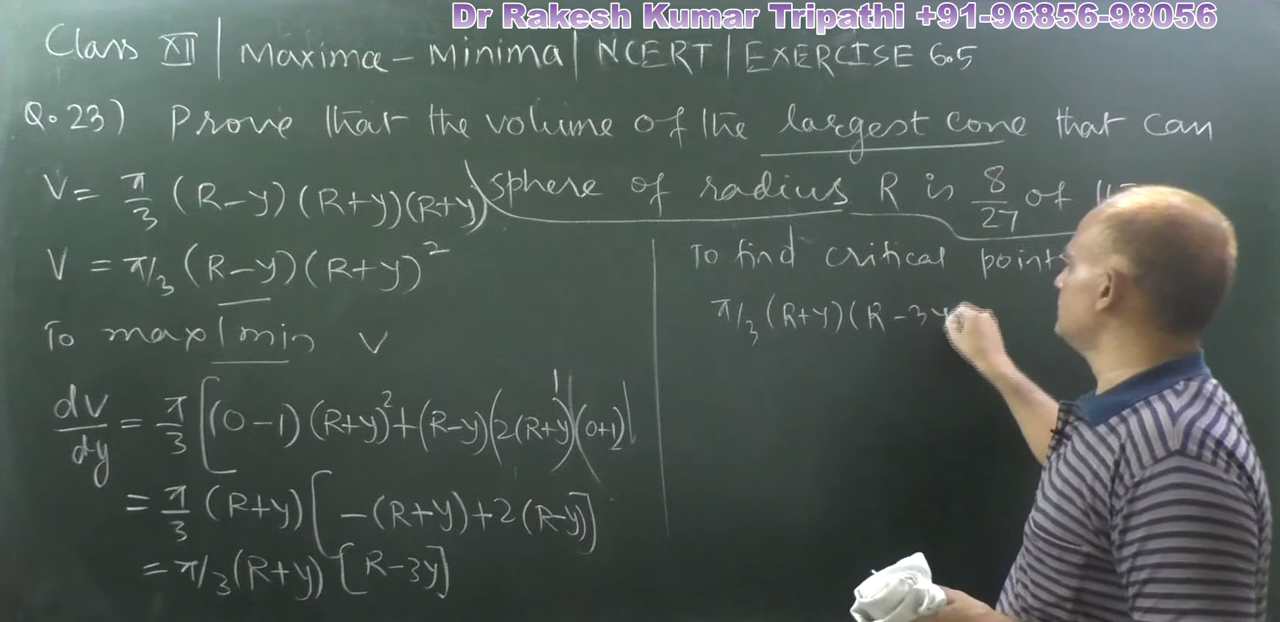 Dr Rakesh Kumar Tripathi +91-96856-98056
Class XII | Maxima - Minima | NCERT | EXERCISE 6.5
Q.23) Prove that the volume of the largest cone that can
sphere of radius R is 8/27 of
V = π/3 (R-y)(R+y)(R+y)
V = π/3 (R-y)(R+y)²
To max|min V
dv/dy = π/3 [(0-1)(R+y)²+(R-y)(2(R+y)¹)(0+1)]
= π/3 (R+y)[-(R+y)+2(R-y)]
= π/3 (R+y) [R-3y]
To find critical points
π/3 (R+y)(R-3y